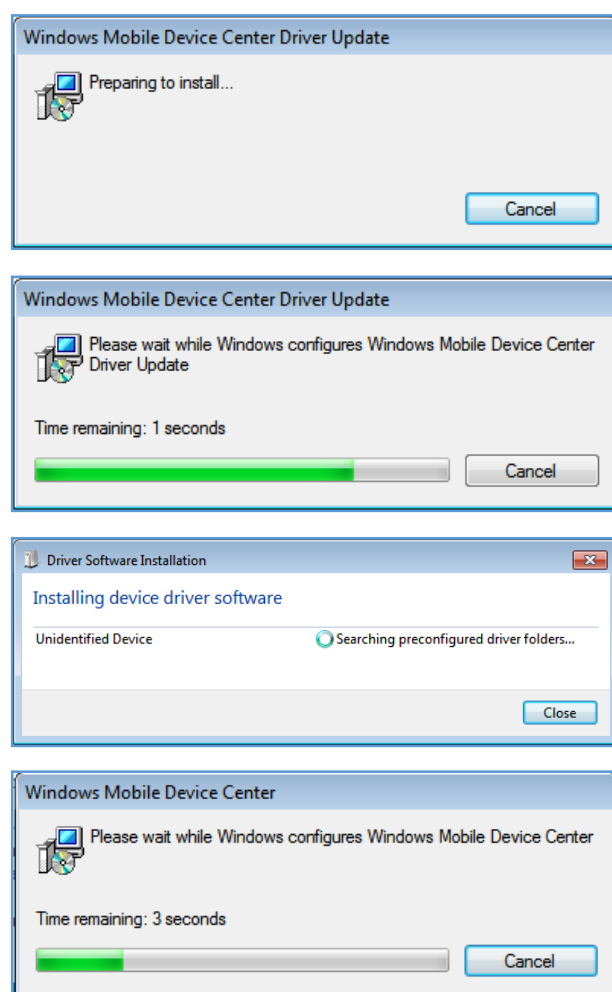 Windows Mobile Device Center Driver Update
Preparing to install...
Cancel
Windows Mobile Device Center Driver Update
Please wait while Windows configures Windows Mobile Device Center
Driver Update
Time remaining: 1 seconds
Cancel
Driver Software Installation
Installing device driver software
Unidentified Device Searching preconfigured driver folders...
Close
Windows Mobile Device Center
Please wait while Windows configures Windows Mobile Device Center
Time remaining: 3 seconds
Cancel